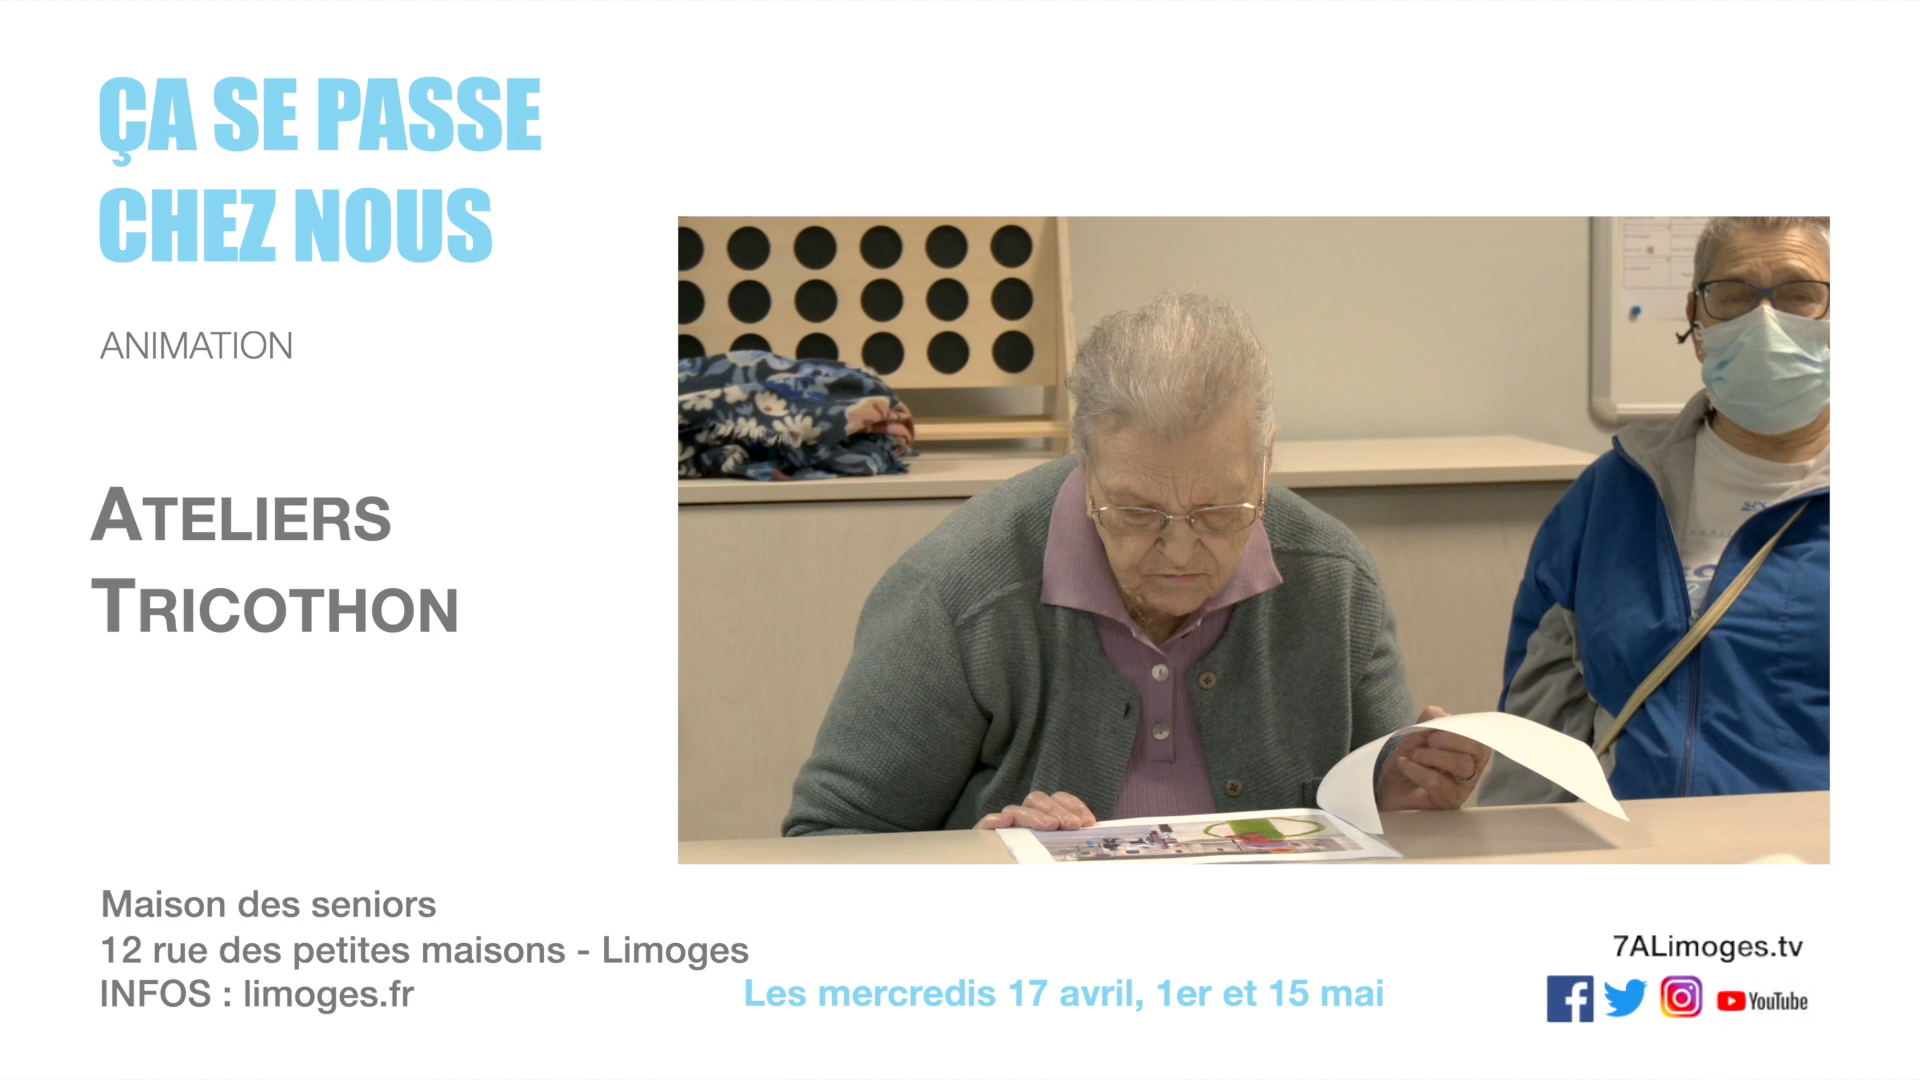 ÇA SE PASSE
CHEZ NOUS
ANIMATION
ATELIERS
TRICOTHON
Maison des seniors
12 rue des petites maisons - Limoges
INFOS : limoges.fr
Les mercredis 17 avril, 1er et 15 mai
7ALimoges.tv
YouTube